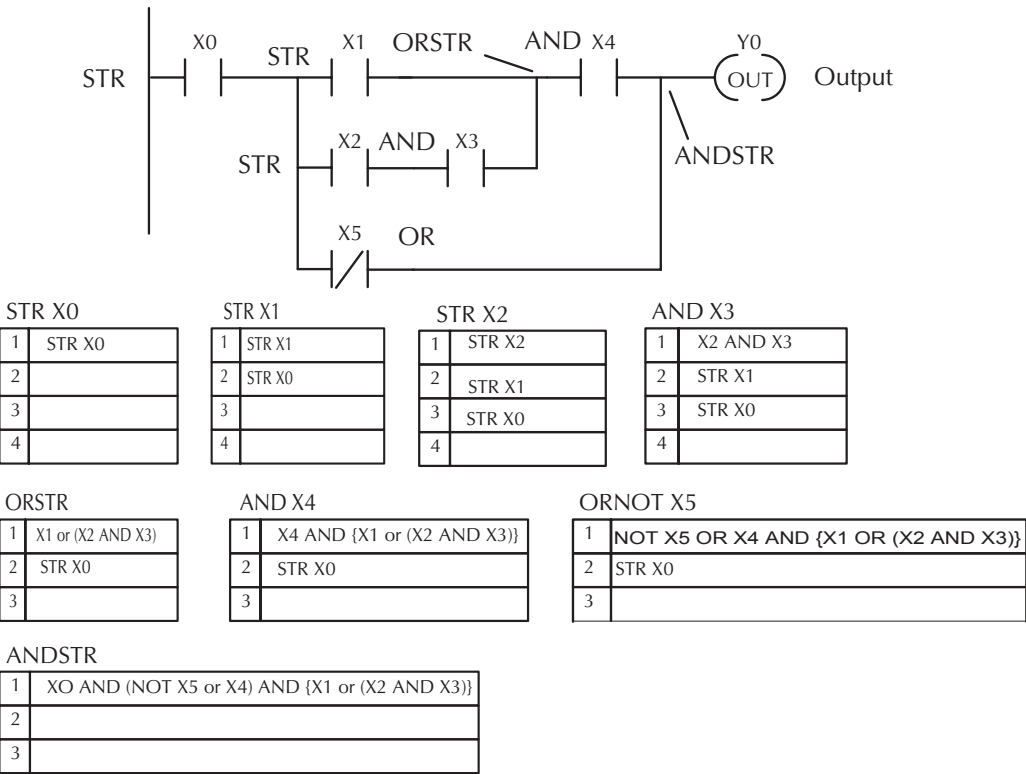 X0
STR
X1
ORSTR
AND X4
Y0
STR
OUT
Output
X2 AND X3
STR
ANDSTR
X5
OR
STR X0
1 STR X0
2
3
4
STR X1
1 STR X1
2 STR X0
3
4
STR X2
1 STR X2
2 STR X1
3 STR X0
4
AND X3
1 X2 AND X3
2 STR X1
3 STR X0
4
ORSTR
1 X1 or (X2 AND X3)
2 STR X0
3
AND X4
1 X4 AND {X1 or (X2 AND X3)}
2 STR X0
3
ORNOT X5
1 NOT X5 OR X4 AND {X1 OR (X2 AND X3)}
2 STR X0
3
ANDSTR
1 XO AND (NOT X5 or X4) AND {X1 or (X2 AND X3)}
2
3